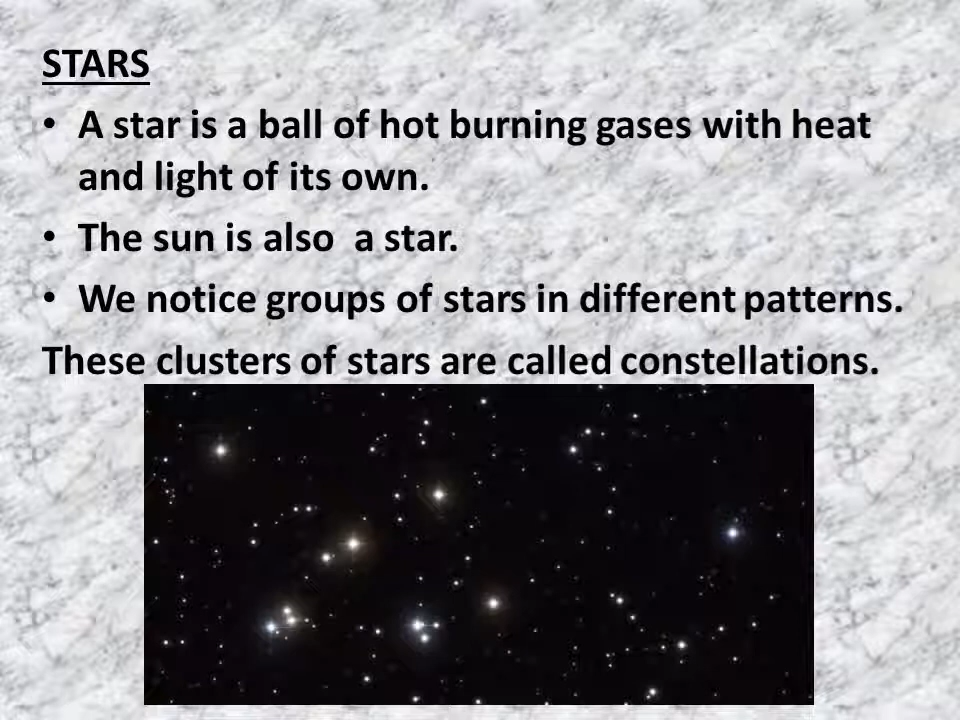 STARS
• A star is a ball of hot burning gases with heat
and light of its own.
• The sun is also  a star.
• We notice groups of stars in different patterns.
These clusters of stars are called constellations.